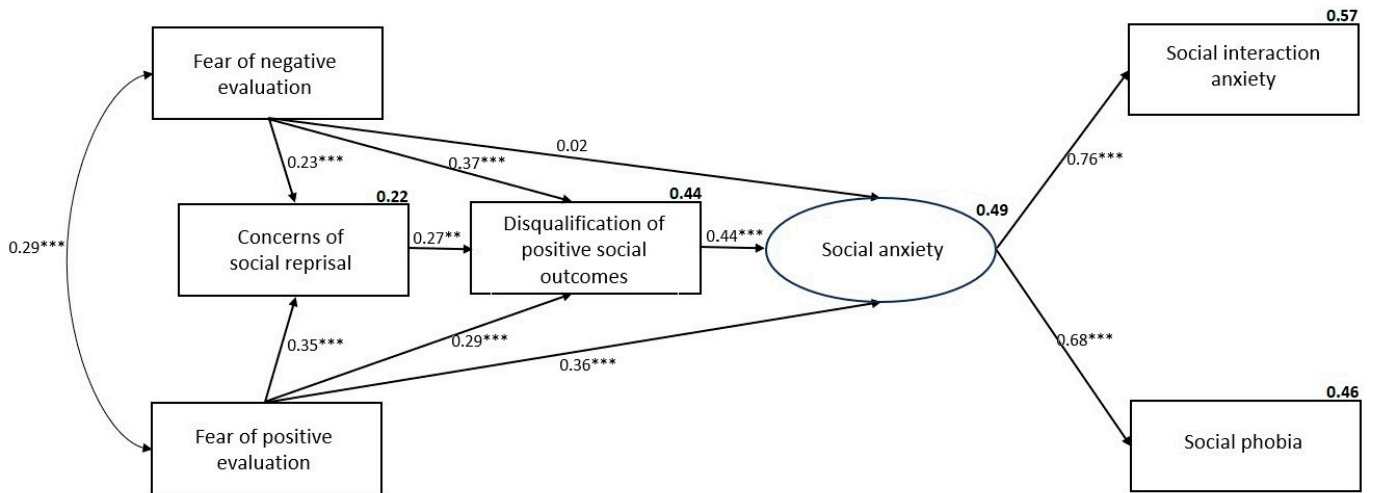 0.57
Social interaction
anxiety
Fear of negative
evaluation
0.02
0.23***
0.37***
0.76***
0.22
0.44
0.49
Concerns of
social reprisal
0.27**
Disqualification of
positive social
outcomes
0.44***
Social anxiety
0.29***
0.35***
0.29***
0.36***
0.68***
0.46
Fear of positive
evaluation
Social phobia